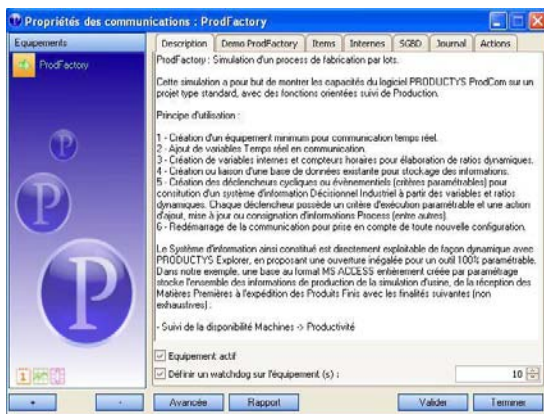 Propriétés des communications : ProdFactory
Equipements
ProdFactory
Description Demo ProdFactory Items Internes SGBD Journal Actions
ProdFactory : Simulation d'un process de fabrication par lots.
Cette simulation a pour but de montrer les capacités du logiciel PRODUCTYS ProdCom sur un
projet type standard, avec des fonctions orientées suivi de Production.
Principe d'utilisation :
1 - Création d'un équipement minimum pour communication temps réel.
2 - Ajout de variables Temps réel en communication.
3 - Création de variables internes et compteurs horaires pour élaboration de ratios dynamiques.
4 - Création ou liaison d'une base de données existante pour stockage des informations.
5 - Création des déclencheurs cycliques ou évènementiels (critères paramétrables) pour
consitution d'un système d'information Décisionnel Industriel à partir des variables et ratios
dynamiques. Chaque déclencheur possède un critère d'exécution paramétrable et une action
d'ajout, mise à jour ou consignation d'informations Process (entre autres).
6 - Redémarrage de la communication pour prise en compte de toute nouvelle configuration.
Le Système d'information ainsi constitué est directement exploitable de façon dynamique avec
PRODUCTYS Explorer, en proposant une ouverture inégalée pour un outil 100% paramétrable.
Dans notre exemple, une base au format MS ACCESS entièrement créée par paramétrage
stocke l'ensemble des informations de production de la simulation d'usine, de la réception des
Matières Premières à l'expédition des Produits Finis avec les finalités suivantes (non
exhaustives) :
- Suivi de la disponibilité Machines -> Productivité
Equipement actif
Définir un watchdog sur l'équipement (s) : 10
+ - Avancée Rapport Valider Terminer